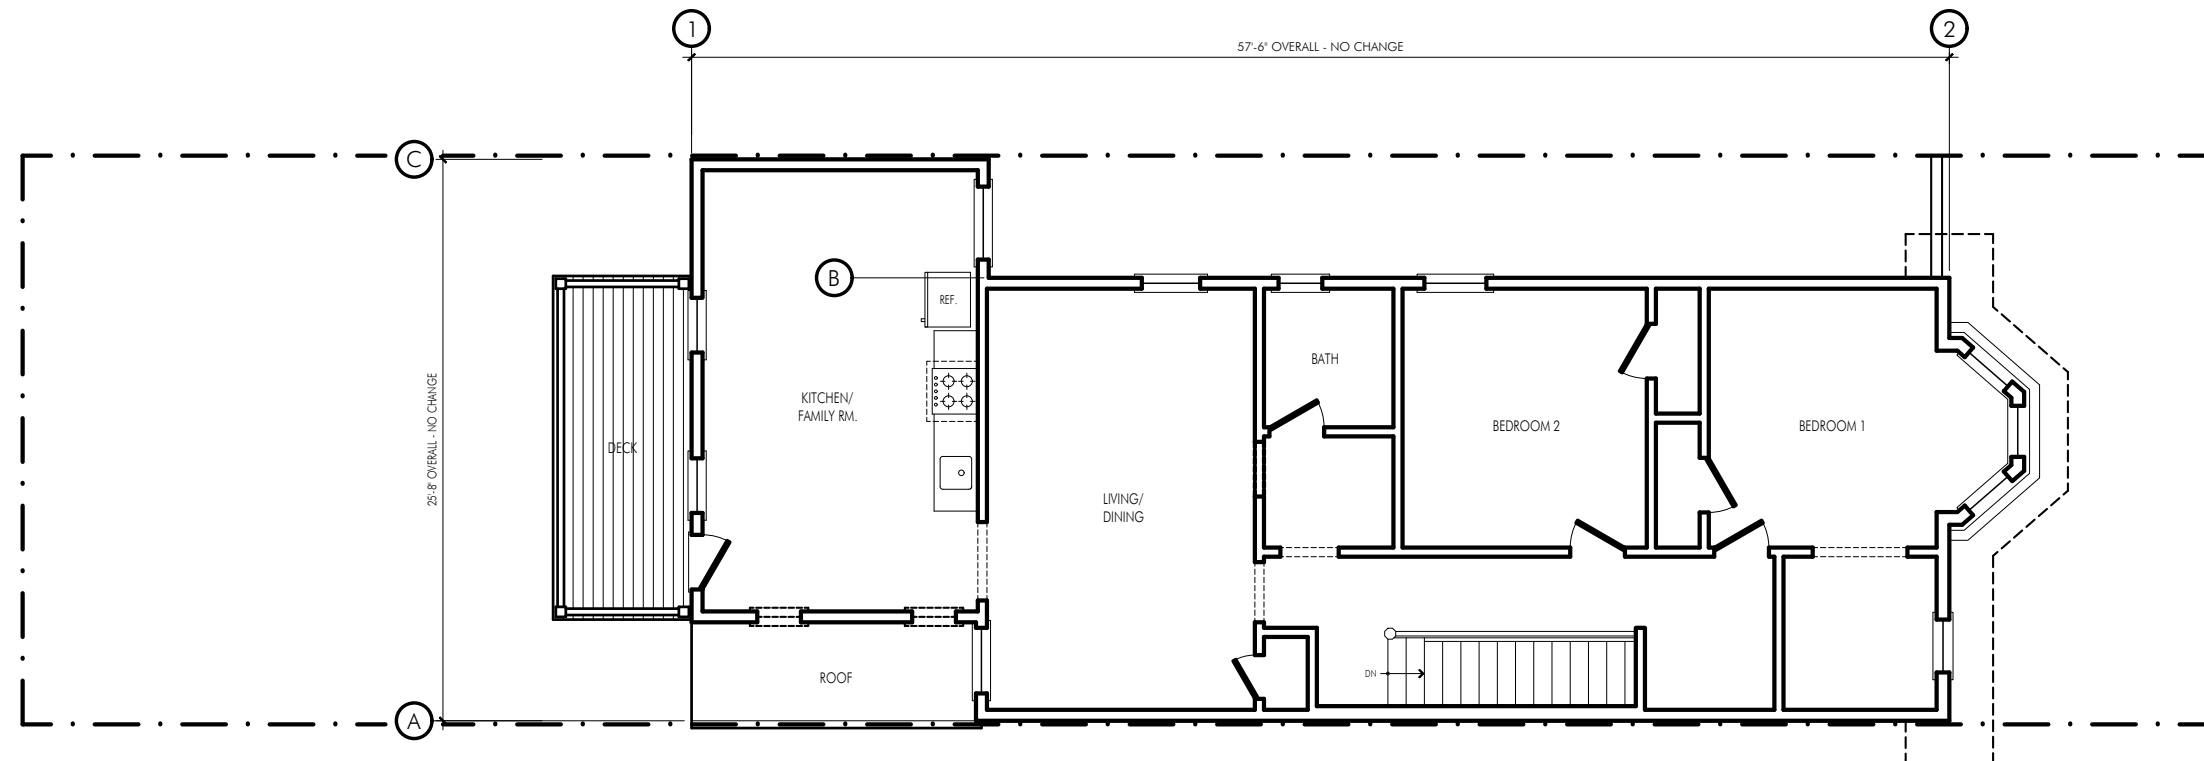 1
2
57'-6" OVERALL - NO CHANGE
C
B
REF.
BATH
25'-8" OVERALL - NO CHANGE
KITCHEN/
FAMILY RM.
BEDROOM 2
BEDROOM 1
DECK
LIVING/
DINING
DN
ROOF
A